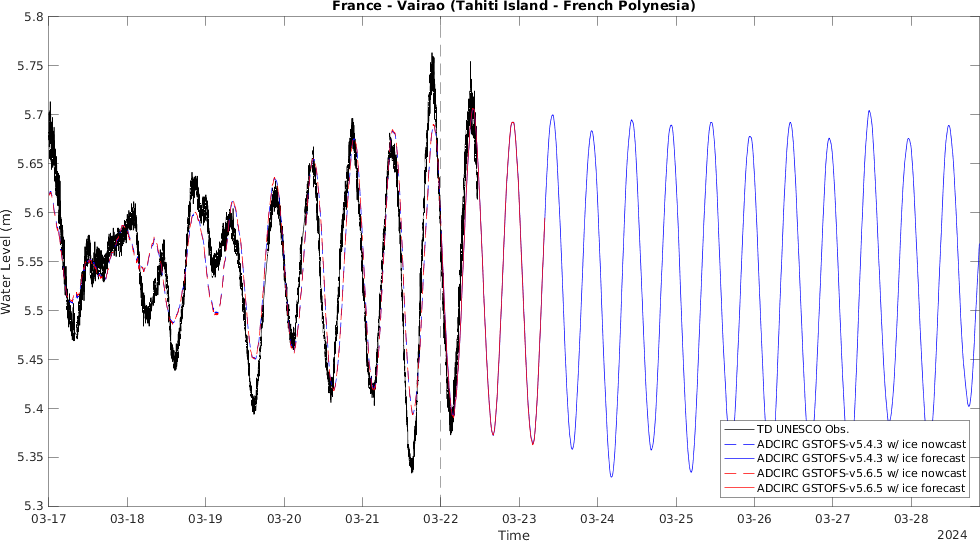 France - Vairao (Tahiti Island - French Polynesia)
5.8
5.75
5.7
5.65
5.6
5.55
5.5
5.45
5.4
5.35
5.3
Water Level (m)
TD UNESCO Obs.
ADCIRC GSTOFS-v5.4.3 w/ ice nowcast
ADCIRC GSTOFS-v5.4.3 w/ ice forecast
ADCIRC GSTOFS-v5.6.5 w/ ice nowcast
ADCIRC GSTOFS-v5.6.5 w/ ice forecast
03-17 03-18 03-19 03-20 03-21 03-22 03-23 03-24 03-25 03-26 03-27 03-28
Time
2024